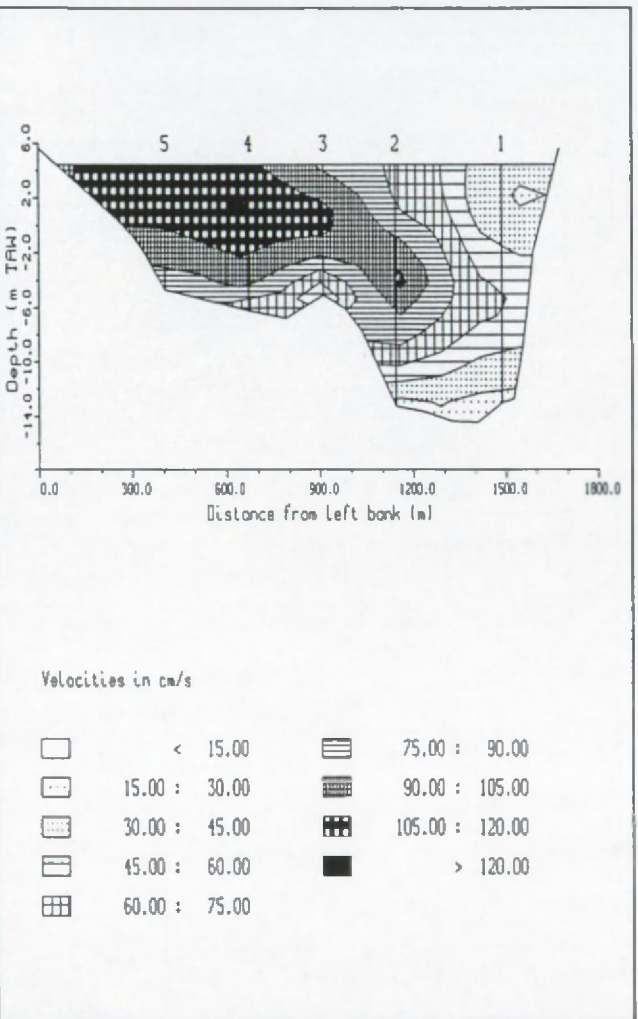 5 4 3 2 1
6.0
2.0
-2.0
-6.0
-10.0
-14.0
Depth (m TAW)
0.0 300.0 600.0 900.0 1200.0 1500.0 1800.0
Distance from left bank (m)
Velocities in cm/s
< 15.00
15.00 : 30.00
30.00 : 45.00
45.00 : 60.00
60.00 : 75.00
75.00 : 90.00
90.00 : 105.00
105.00 : 120.00
> 120.00